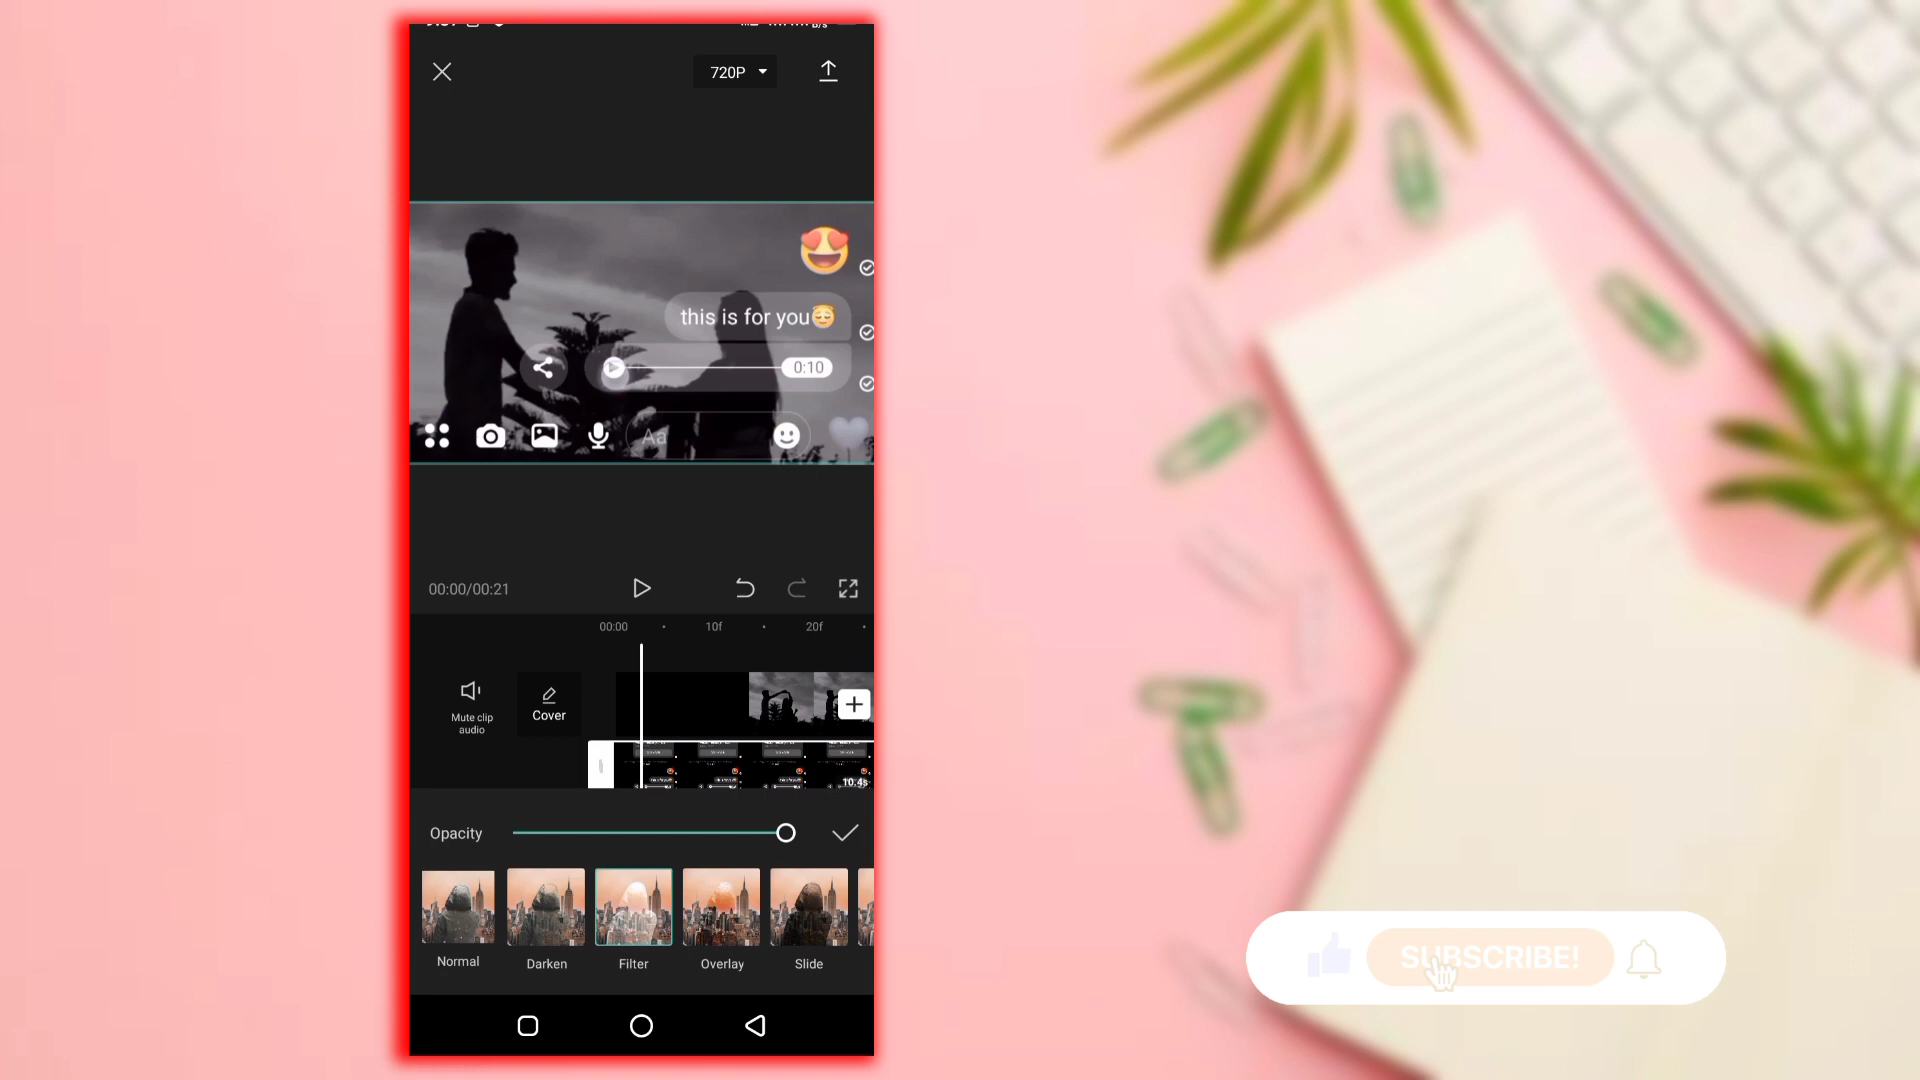 720P
this is for you😇
0:10
Aa
00:00/00:21
00:00
10f
20f
Mute clip
audio
Cover
10.4s
Opacity
Normal
Darken
Filter
Overlay
Slide
SUBSCRIBE!